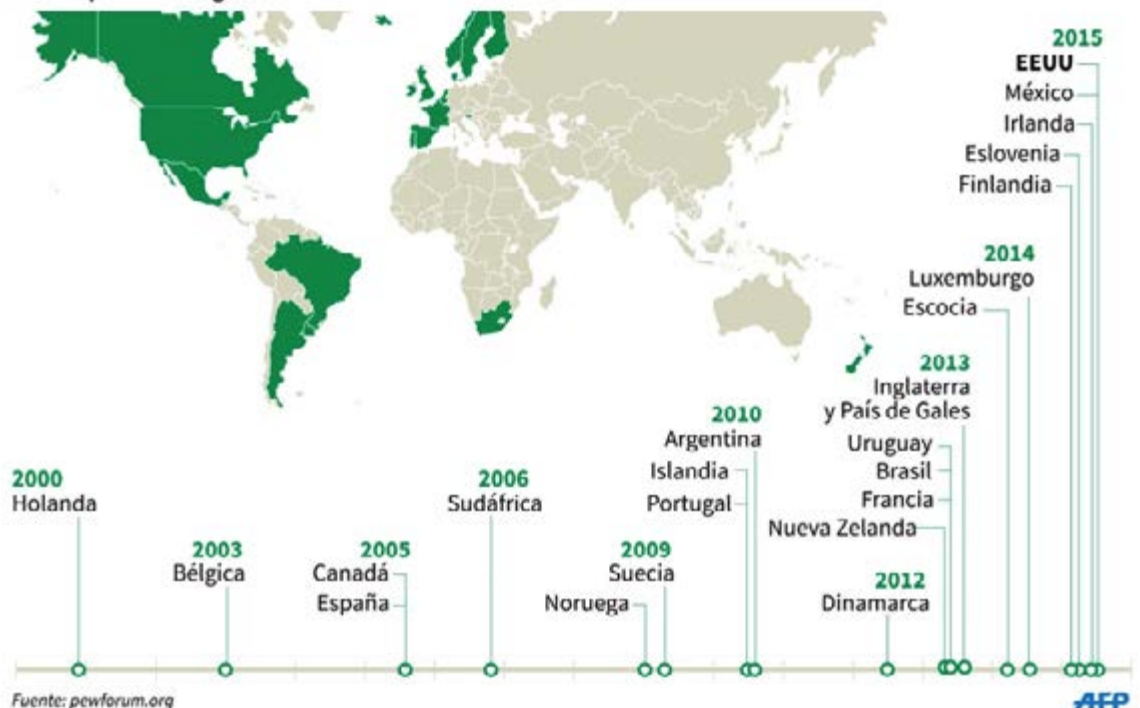 2015
EEUU
México
Irlanda
Eslovenia
Finlandia
2014
Luxemburgo
Escocia
2013
Inglaterra
y País de Gales
Uruguay
Brasil
Francia
Nueva Zelanda
2010
Argentina
Islandia
Portugal
2000
Holanda
2006
Sudáfrica
2003
Bélgica
2005
Canadá
España
2009
Suecia
Noruega
2012
Dinamarca
Fuente: pewforum.org
AFP